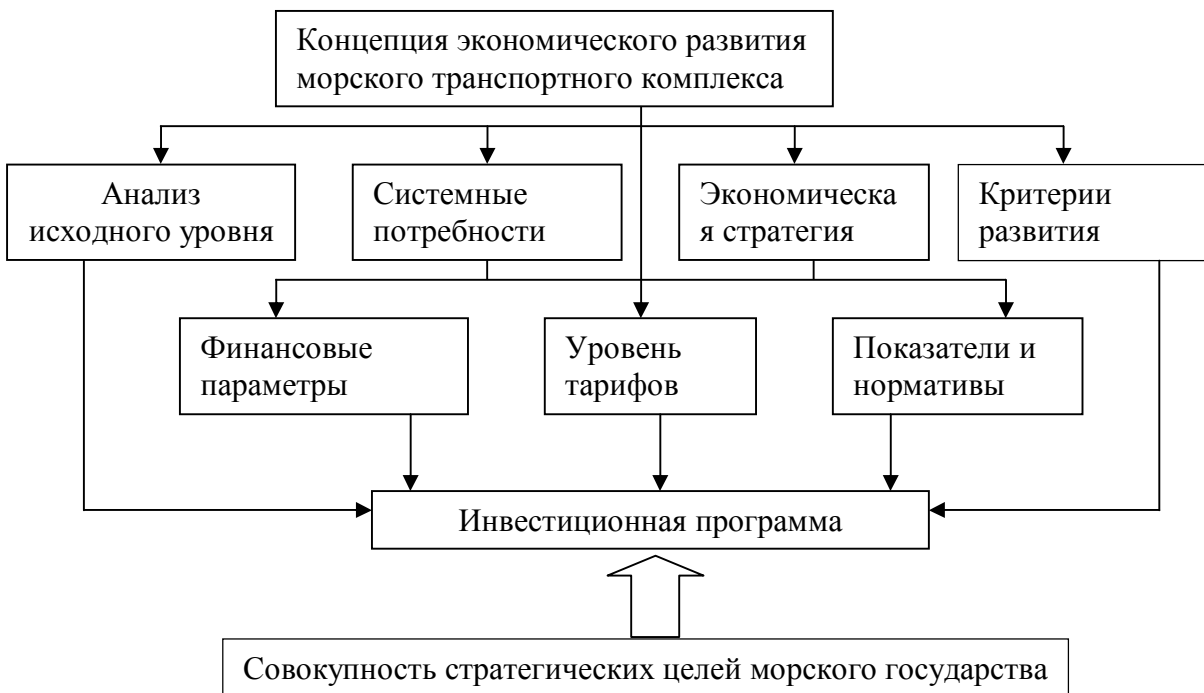 Концепция экономического развития
морского транспортного комплекса
Анализ
исходного уровня
Системные
потребности
Экономическа
я стратегия
Критерии
развития
Финансовые
параметры
Уровень
тарифов
Показатели и
нормативы
Инвестиционная программа
Совокупность стратегических целей морского государства